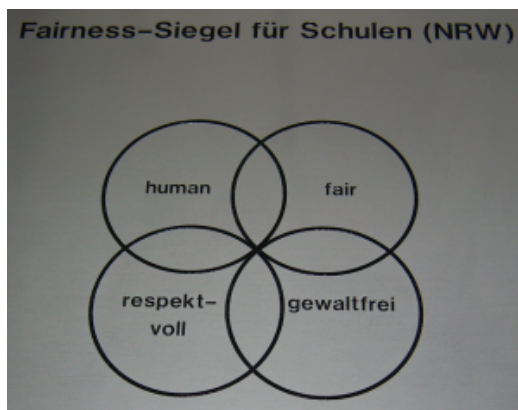 Fairness-Siegel für Schulen (NRW)
human
fair
respekt-
voll
gewaltfrei